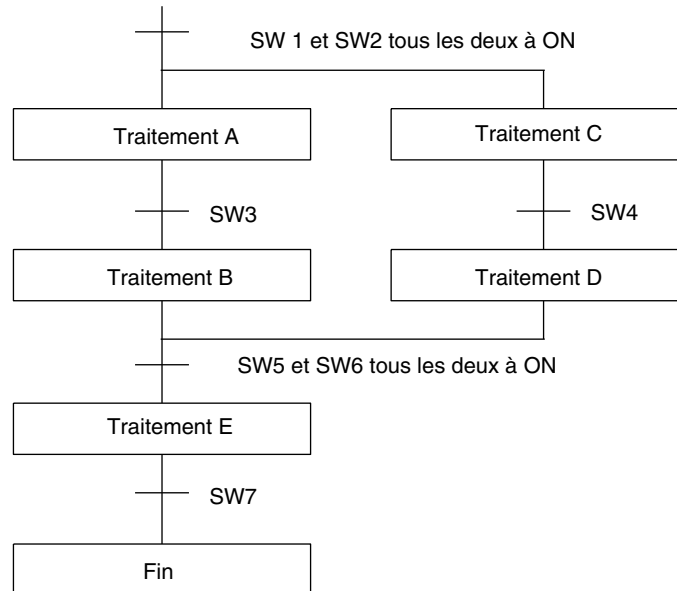 SW 1 et SW2 tous les deux à ON
Traitement A
Traitement C
SW3
SW4
Traitement B
Traitement D
SW5 et SW6 tous les deux à ON
Traitement E
SW7
Fin